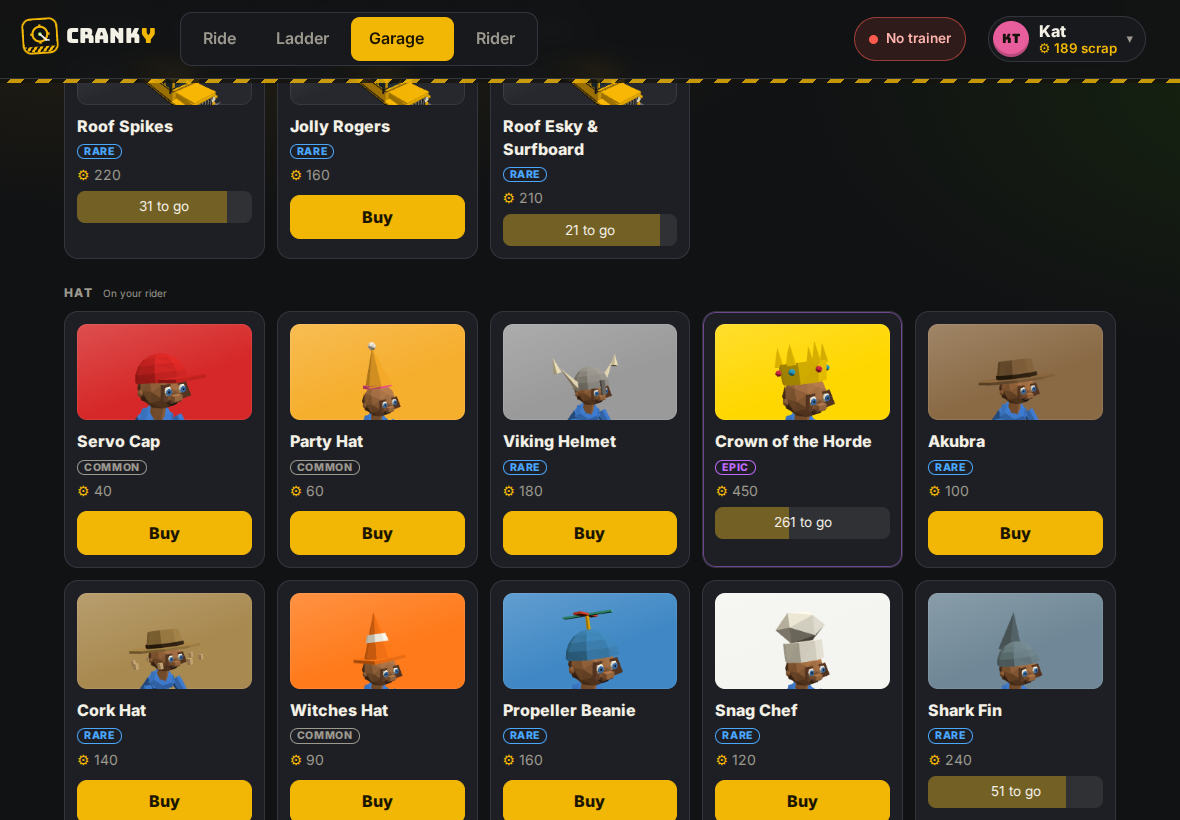 CRANKY
Ride
Ladder
Garage
Rider
No trainer
KT
Kat
189 scrap
Roof Spikes
RARE
220
31 to go
Jolly Rogers
RARE
160
Buy
Roof Esky &
Surfboard
RARE
210
21 to go
HAT On your rider
Servo Cap
COMMON
40
Buy
Party Hat
COMMON
60
Buy
Viking Helmet
RARE
180
Buy
Crown of the Horde
EPIC
450
261 to go
Akubra
RARE
100
Buy
Cork Hat
RARE
140
Buy
Witches Hat
COMMON
90
Buy
Propeller Beanie
RARE
160
Buy
Snag Chef
RARE
120
Buy
Shark Fin
RARE
240
51 to go